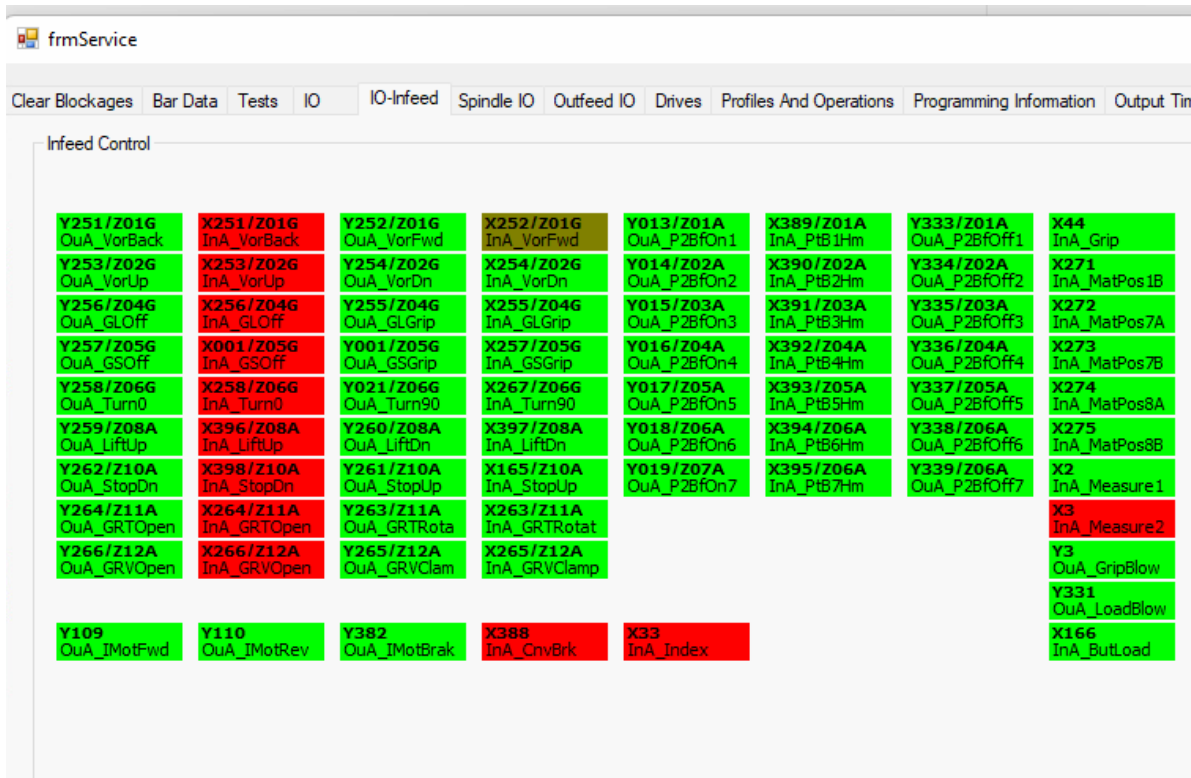 frmService
Clear Blockages Bar Data Tests IO IO-Infeed Spindle IO Outfeed IO Drives Profiles And Operations Programming Information Output Tim
Infeed Control
Y251/Z01G X251/Z01G Y252/Z01G X252/Z01G Y013/Z01A X389/Z01A Y333/Z01A X44
OuA_VorBack InA_VorBack OuA_VorFwd InA_VorFwd OuA_P2BfOn1 InA_PtB1Hm OuA_P2BfOff1 InA_Grip
Y253/Z02G X253/Z02G Y254/Z02G X254/Z02G Y014/Z02A X390/Z02A Y334/Z02A X271
OuA_VorUp InA_VorUp OuA_VorDn InA_VorDn OuA_P2BfOn2 InA_PtB2Hm OuA_P2BfOff2 InA_MatPos1B
Y256/Z04G X256/Z04G Y255/Z04G X255/Z04G Y015/Z03A X391/Z03A Y335/Z03A X272
OuA_GLOff InA_GLOff OuA_GLGrip InA_GLGrip OuA_P2BfOn3 InA_PtB3Hm OuA_P2BfOff3 InA_MatPos7A
Y257/Z05G X001/Z05G Y001/Z05G X257/Z05G Y016/Z04A X392/Z04A Y336/Z04A X273
OuA_GSOff InA_GSOff OuA_GSGrip InA_GSGrip OuA_P2BfOn4 InA_PtB4Hm OuA_P2BfOff4 InA_MatPos7B
Y258/Z06G X258/Z06G Y021/Z06G X267/Z06G Y017/Z05A X393/Z05A Y337/Z05A X274
OuA_Turn0 InA_Turn0 OuA_Turn90 InA_Turn90 OuA_P2BfOn5 InA_PtB5Hm OuA_P2BfOff5 InA_MatPos8A
Y259/Z08A X396/Z08A Y260/Z08A X397/Z08A Y018/Z06A X394/Z06A Y338/Z06A X275
OuA_LiftUp InA_LiftUp OuA_LiftDn InA_LiftDn OuA_P2BfOn6 InA_PtB6Hm OuA_P2BfOff6 InA_MatPos8B
Y262/Z10A X398/Z10A Y261/Z10A X165/Z10A Y019/Z07A X395/Z06A Y339/Z06A X2
OuA_StopDn InA_StopDn OuA_StopUp InA_StopUp OuA_P2BfOn7 InA_PtB7Hm OuA_P2BfOff7 InA_Measure1
Y264/Z11A X264/Z11A Y263/Z11A X263/Z11A X3
OuA_GRTOpen InA_GRTOpen OuA_GRTRota InA_GRTRotat InA_Measure2
Y266/Z12A X266/Z12A Y265/Z12A X265/Z12A Y3
OuA_GRVOpen InA_GRVOpen OuA_GRVClam InA_GRVClamp OuA_GripBlow
Y331
OuA_LoadBlow
Y109 Y110 Y382 X388 X33 X166
OuA_IMotFwd OuA_IMotRev OuA_IMotBrak InA_CnvBrk InA_Index InA_ButLoad